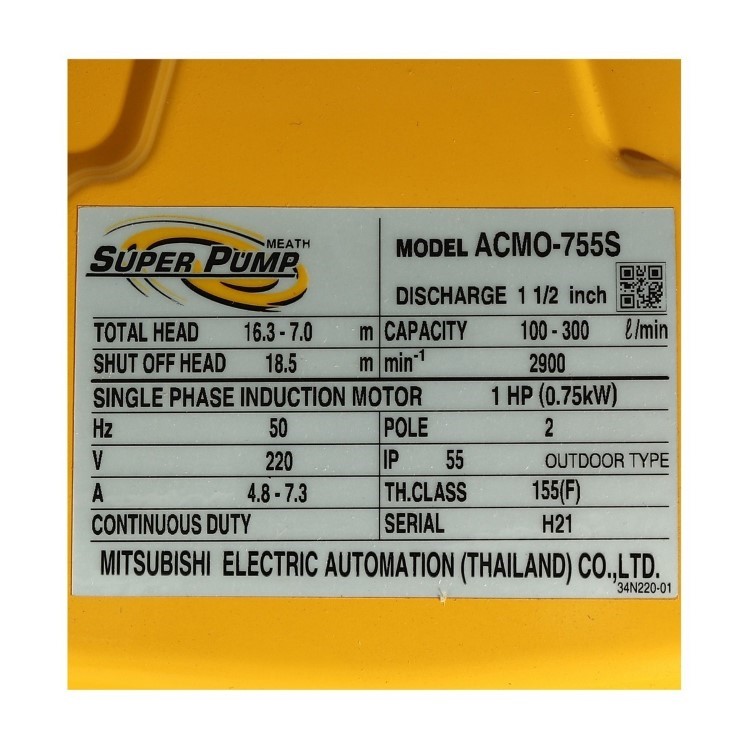 MEATH
SUPER PUMP
MODEL ACMO-755S
DISCHARGE 1 1/2 inch
TOTAL HEAD 16.3 - 7.0 m CAPACITY 100 - 300 ℓ/min
SHUT OFF HEAD 18.5 m min⁻¹ 2900
SINGLE PHASE INDUCTION MOTOR 1 HP (0.75kW)
Hz 50 POLE 2
V 220 IP 55 OUTDOOR TYPE
A 4.8 - 7.3 TH.CLASS 155(F)
CONTINUOUS DUTY SERIAL H21
MITSUBISHI ELECTRIC AUTOMATION (THAILAND) CO.,LTD.
34N220-01